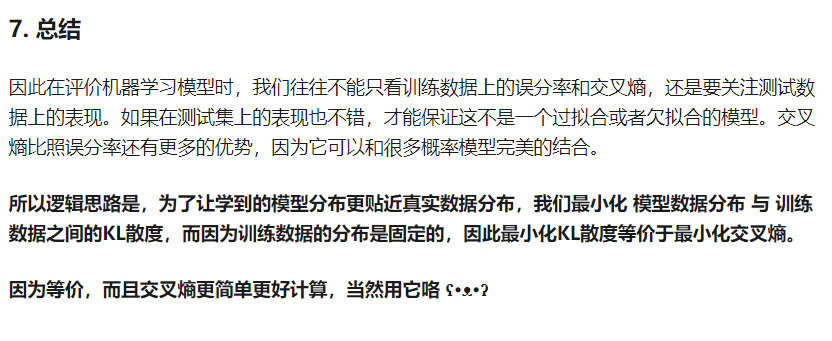 7. 总结
因此在评价机器学习模型时，我们往往不能只看训练数据上的误分率和交叉熵，还是要关注测试数
据上的表现。如果在测试集上的表现也不错，才能保证这不是一个过拟合或者欠拟合的模型。交叉
熵比照误分率还有更多的优势，因为它可以和很多概率模型完美的结合。
所以逻辑思路是，为了让学到的模型分布更贴近真实数据分布，我们最小化 模型数据分布 与 训练
数据之间的KL散度，而因为训练数据的分布是固定的，因此最小化KL散度等价于最小化交叉熵。
因为等价，而且交叉熵更简单更好计算，当然用它咯 ʕ•ᴥ•ʔ